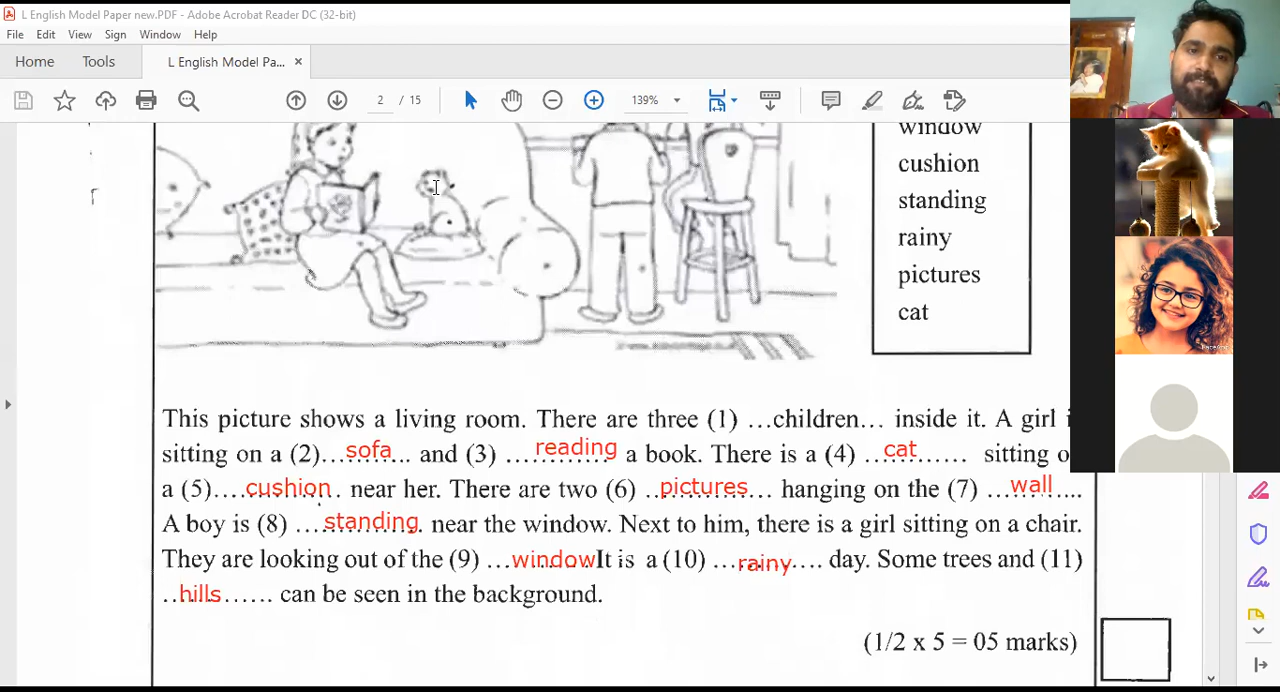 L English Model Paper new.PDF - Adobe Acrobat Reader DC (32-bit)
File Edit View Sign Window Help
Home Tools L English Model Pa... ×
2 / 15 139%
window
cushion
standing
rainy
pictures
cat
This picture shows a living room. There are three (1) …children… inside it. A girl
sitting on a (2)…sofa… and (3) …reading… a book. There is a (4) …cat…… sitting
a (5)….cushion… near her. There are two (6) …pictures… hanging on the (7) …wall….
A boy is (8) …standing… near the window. Next to him, there is a girl sitting on a chair.
They are looking out of the (9) …windowIt is a (10) …rainy…. day. Some trees and (11)
…hills…… can be seen in the background.
(1/2 x 5 = 05 marks)